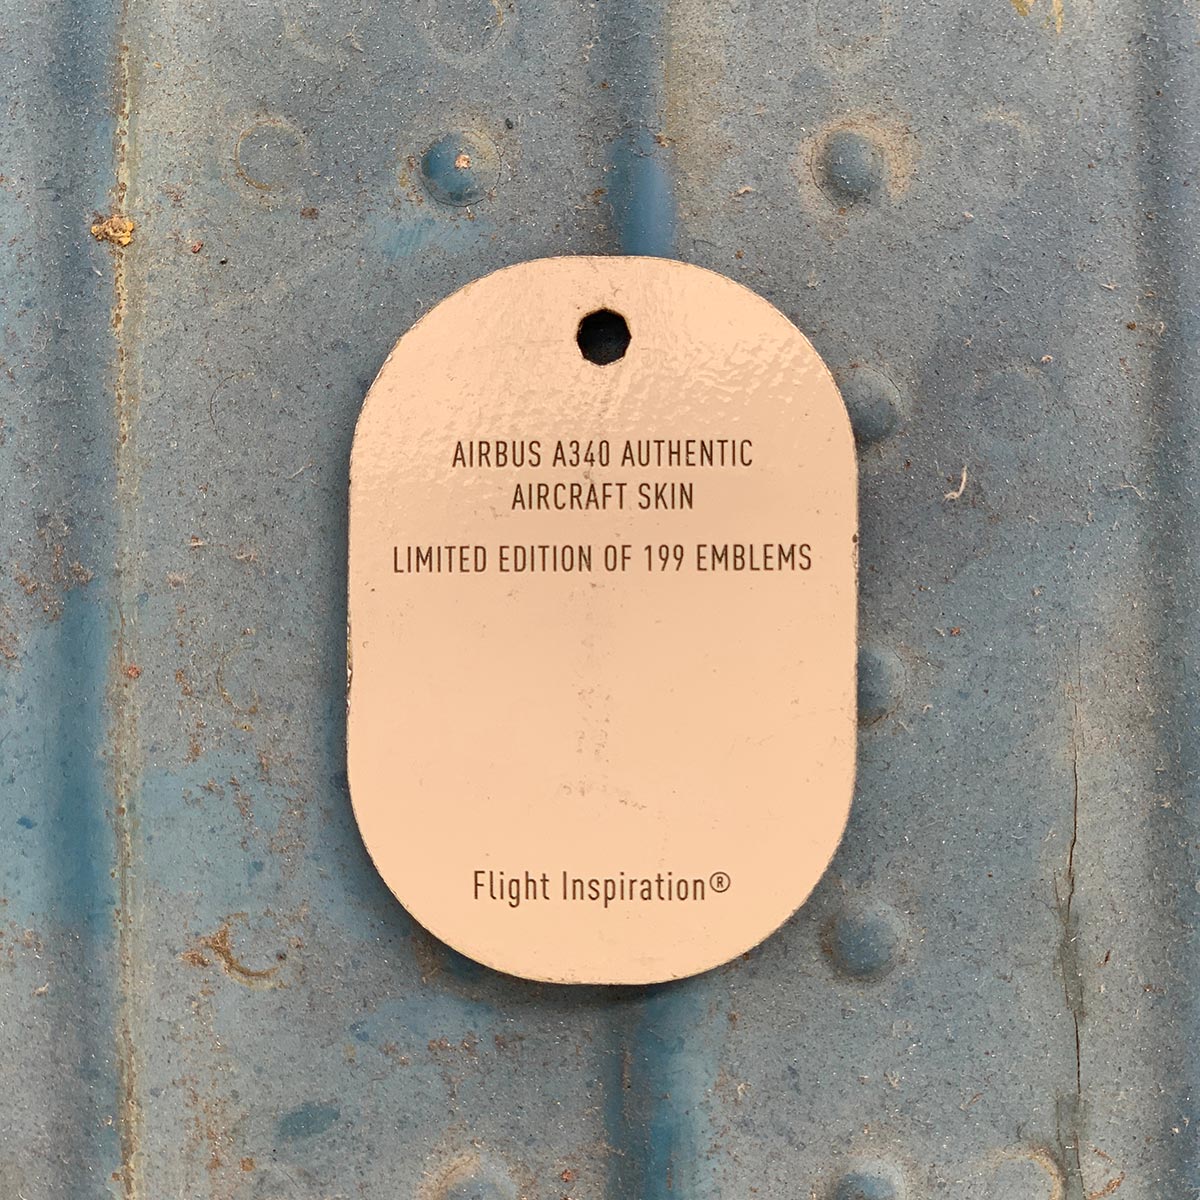 AIRBUS A340 AUTHENTIC
AIRCRAFT SKIN
LIMITED EDITION OF 199 EMBLEMS
Flight Inspiration®